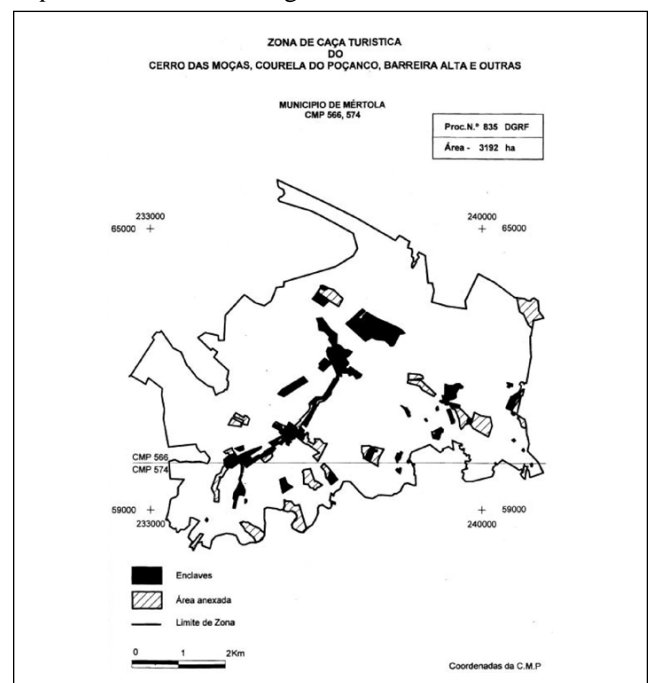 ZONA DE CAÇA TURISTICA
DO
CERRO DAS MOÇAS, COURELA DO POÇANCO, BARREIRA ALTA E OUTRAS
MUNICIPIO DE MÉRTOLA
CMP 566, 574
Proc.N.º 835 DGRF
Área - 3192 ha
233000
65000
240000
65000
CMP 566
CMP 574
59000
233000
59000
240000
Enclaves
Área anexada
Limite de Zona
0 1 2Km
Coordenadas da C.M.P